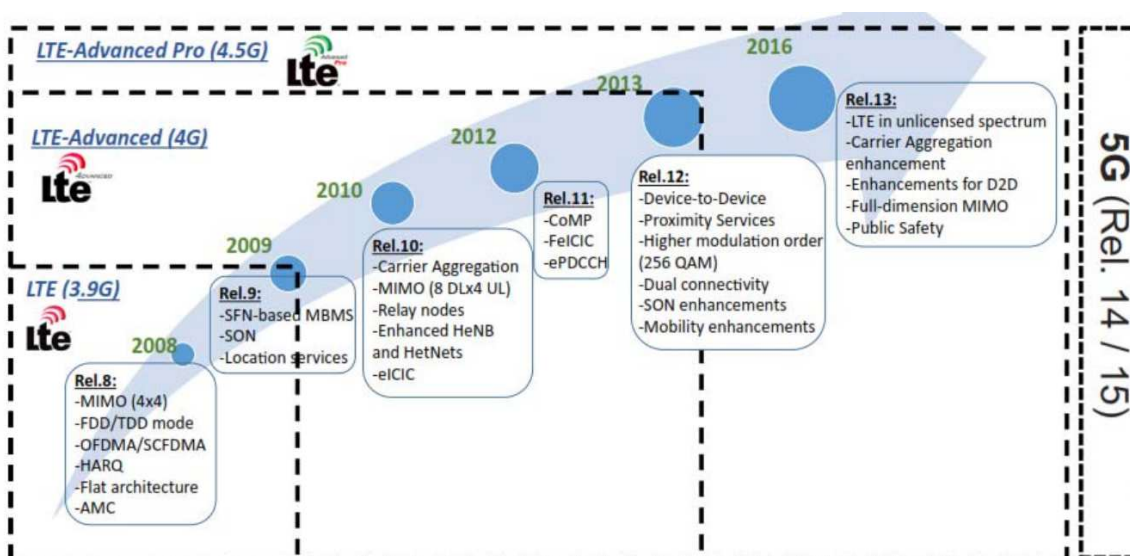 LTE-Advanced Pro (4.5G)
Lte
Advanced
Pro
LTE-Advanced (4G)
Lte
Advanced
LTE (3.9G)
Lte
2008
Rel.8:
-MIMO (4x4)
-FDD/TDD mode
-OFDMA/SCFDMA
-HARQ
-Flat architecture
-AMC
2009
Rel.9:
-SFN-based MBMS
-SON
-Location services
2010
Rel.10:
-Carrier Aggregation
-MIMO (8 DLx4 UL)
-Relay nodes
-Enhanced HeNB
and HetNets
-eICIC
2012
Rel.11:
-CoMP
-FeICIC
-ePDCCH
2013
Rel.12:
-Device-to-Device
-Proximity Services
-Higher modulation order
(256 QAM)
-Dual connectivity
-SON enhancements
-Mobility enhancements
2016
Rel.13:
-LTE in unlicensed spectrum
-Carrier Aggregation
enhancement
-Enhancements for D2D
-Full-dimension MIMO
-Public Safety
5G (Rel. 14 / 15)